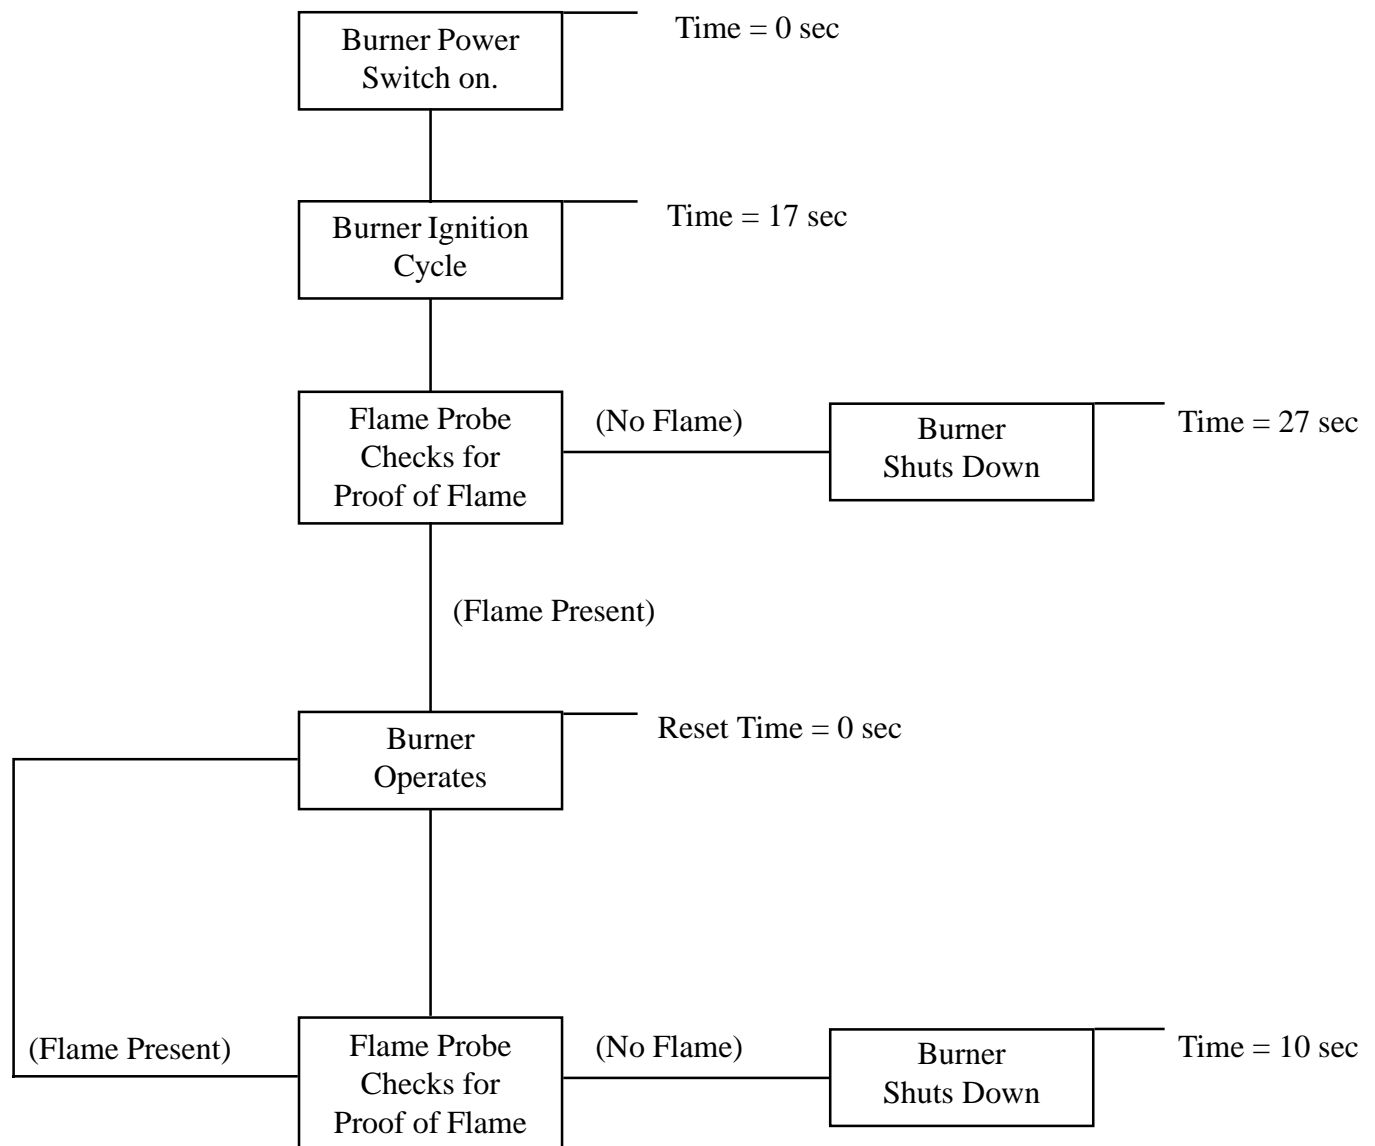 Burner Power
Switch on.
Time = 0 sec
Burner Ignition
Cycle
Time = 17 sec
Flame Probe
Checks for
Proof of Flame
(No Flame)
Burner
Shuts Down
Time = 27 sec
(Flame Present)
Burner
Operates
Reset Time = 0 sec
(Flame Present)
Flame Probe
Checks for
Proof of Flame
(No Flame)
Burner
Shuts Down
Time = 10 sec